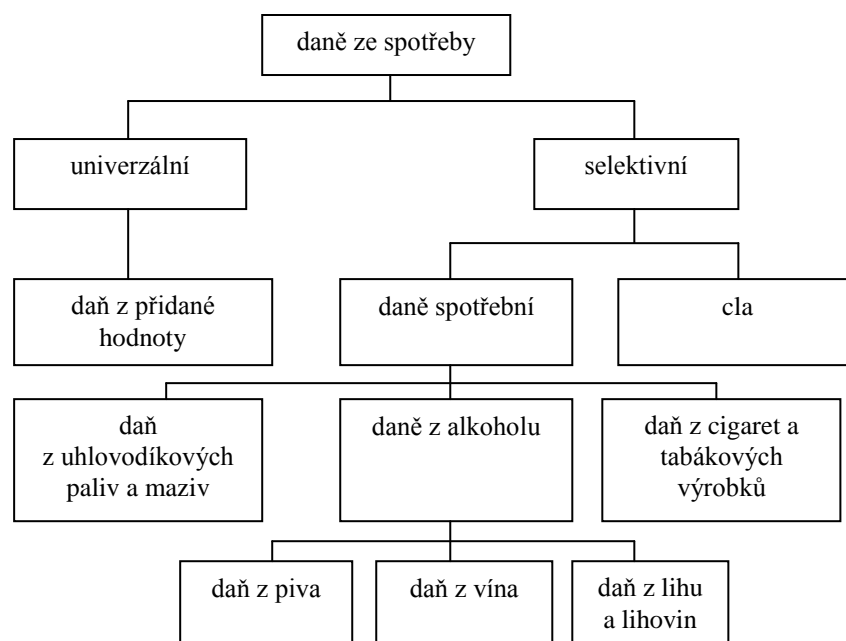 daně ze spotřeby
univerzální
selektivní
daň z přidané
hodnoty
daně spotřební
cla
daň
z uhlovodíkových
paliv a maziv
daně z alkoholu
daň z cigaret a
tabákových
výrobků
daň z piva
daň z vína
daň z lihu
a lihovin